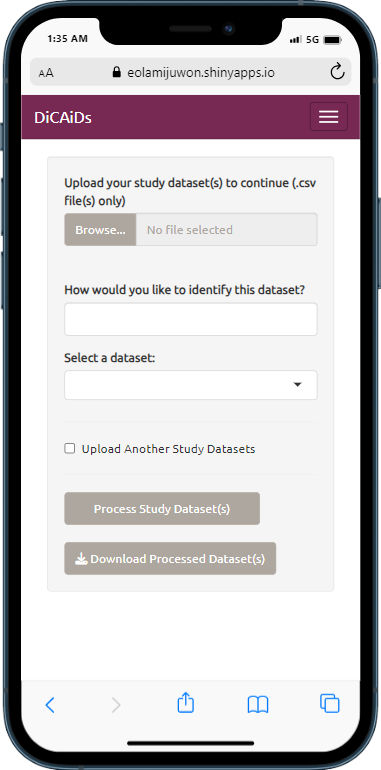 1:35 AM
5G
AA
eolamijuwon.shinyapps.io
DiCAiDs
Upload your study dataset(s) to continue (.csv
file(s) only)
Browse...
No file selected
How would you like to identify this dataset?
Select a dataset:
Upload Another Study Datasets
Process Study Dataset(s)
Download Processed Dataset(s)